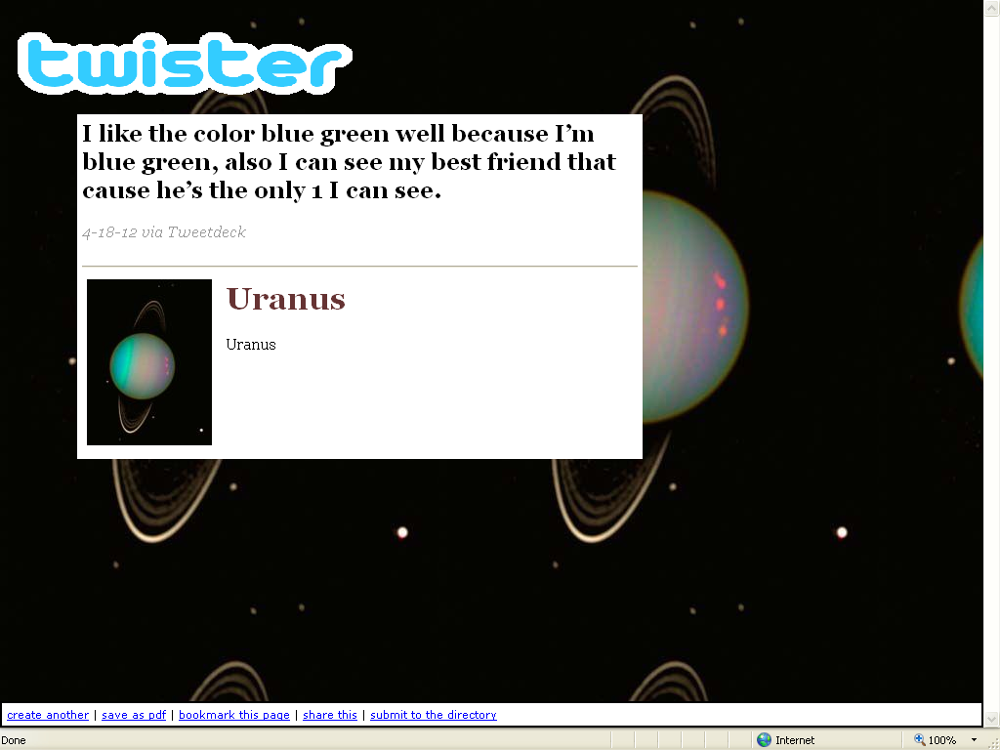 twister
I like the color blue green well because I'm
blue green, also I can see my best friend that
cause he's the only 1 I can see.
4-18-12 via Tweetdeck
Uranus
Uranus
create another | save as pdf | bookmark this page | share this | submit to the directory
Done Internet 100%